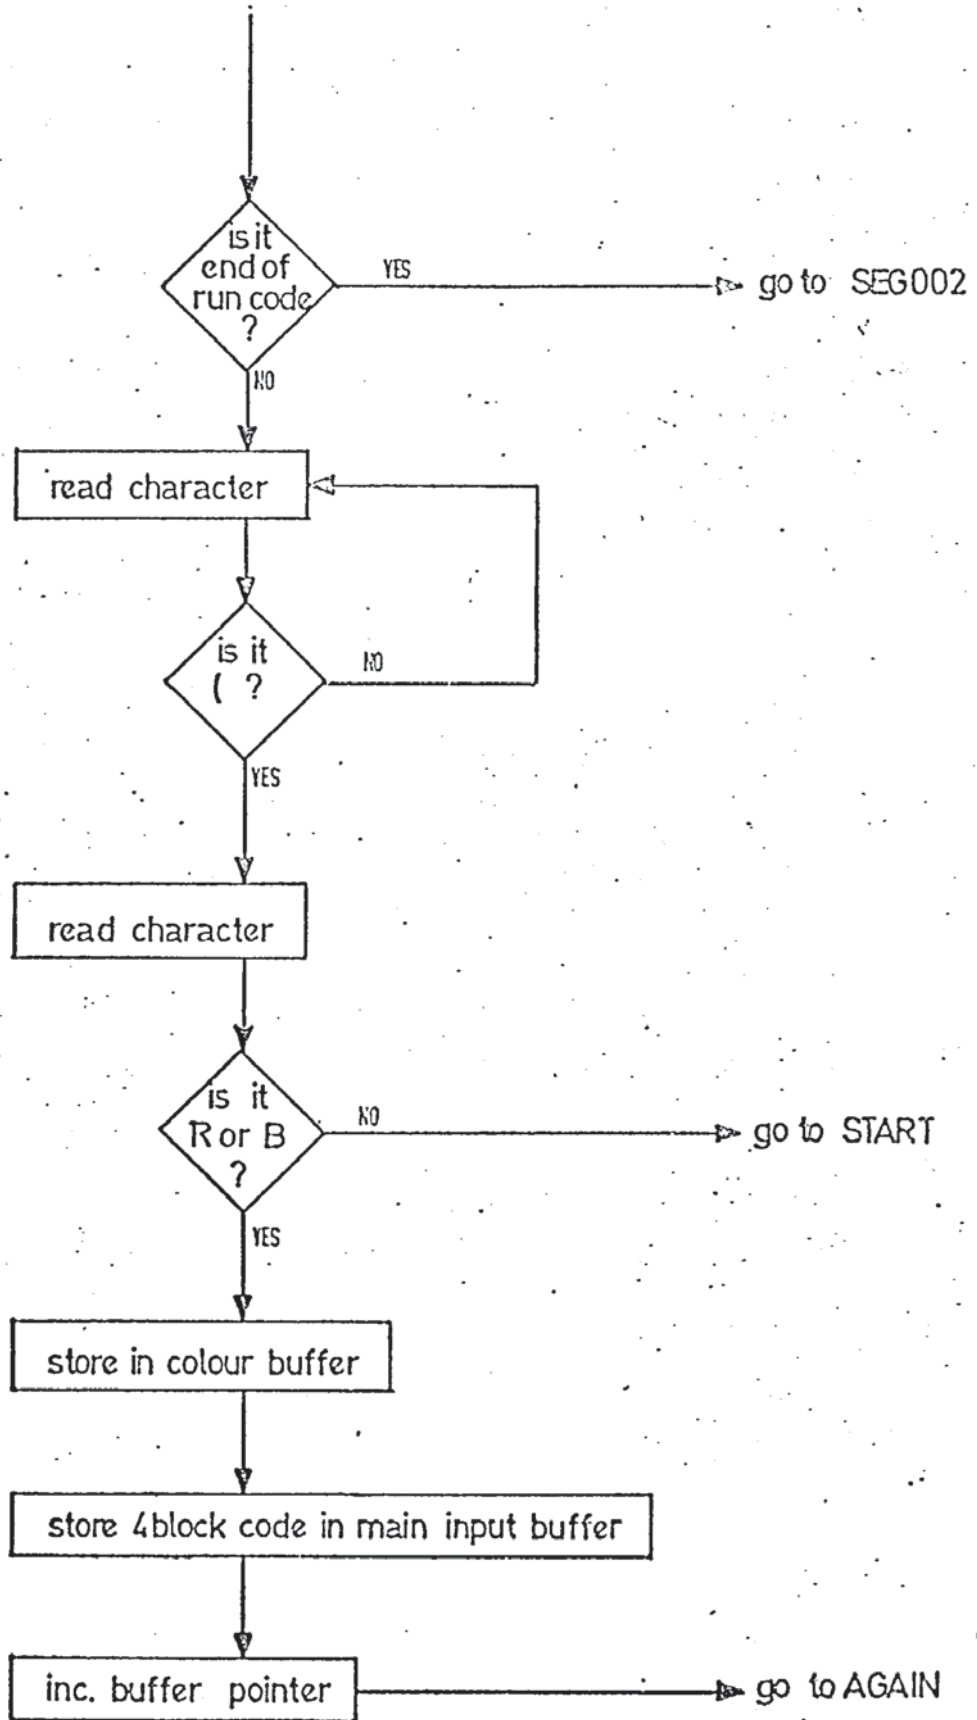 is it
end of
run code
?
YES
go to SEG002
NO
read character
is it
( ?
NO
YES
read character
is it
R or B
?
NO
go to START
YES
store in colour buffer
store 4block code in main input buffer
inc. buffer pointer
go to AGAIN